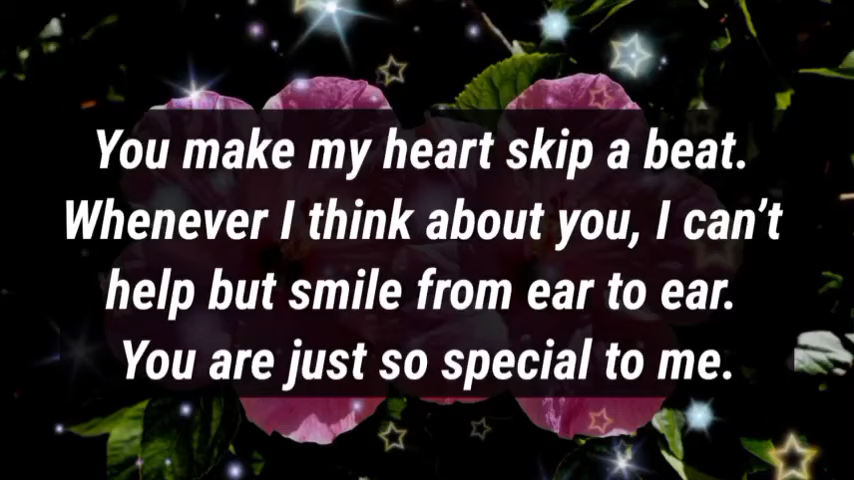 You make my heart skip a beat.
Whenever I think about you, I can’t
help but smile from ear to ear.
You are just so special to me.